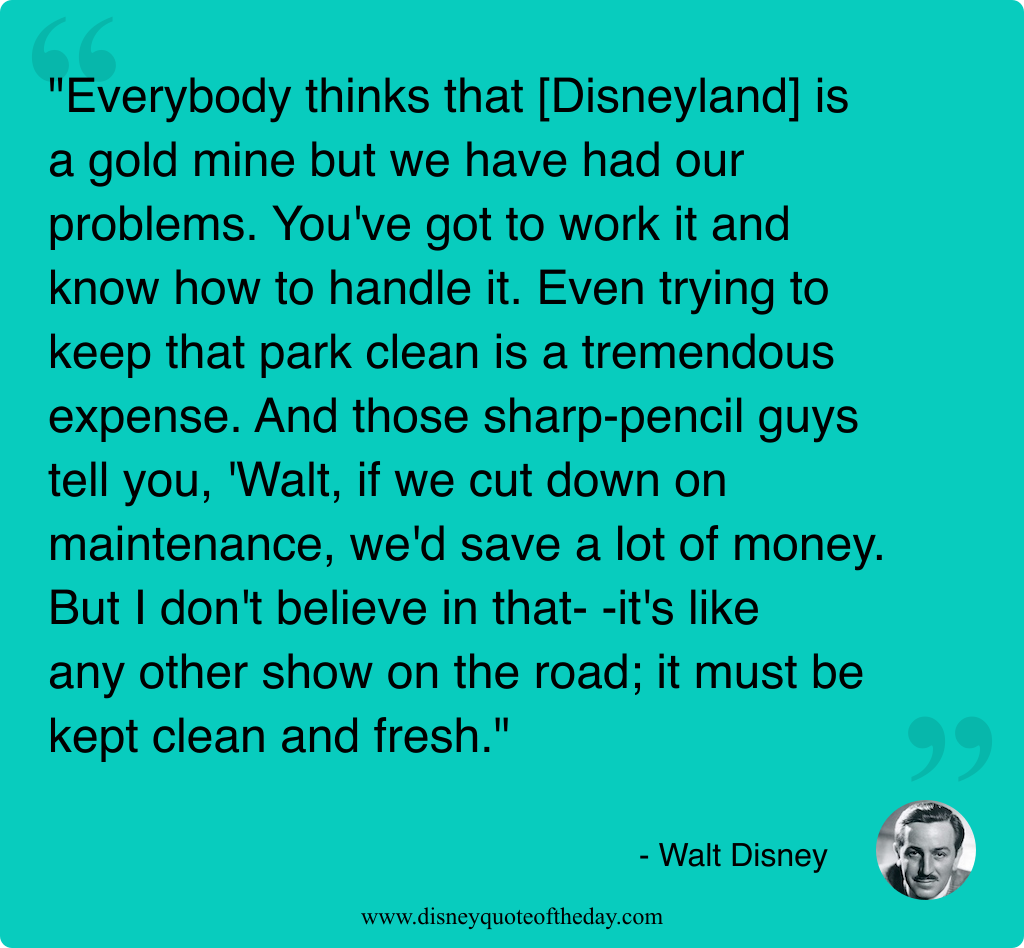 "Everybody thinks that [Disneyland] is
a gold mine but we have had our
problems. You've got to work it and
know how to handle it. Even trying to
keep that park clean is a tremendous
expense. And those sharp-pencil guys
tell you, 'Walt, if we cut down on
maintenance, we'd save a lot of money.
But I don't believe in that- -it's like
any other show on the road; it must be
kept clean and fresh."
- Walt Disney
www.disneyquoteoftheday.com